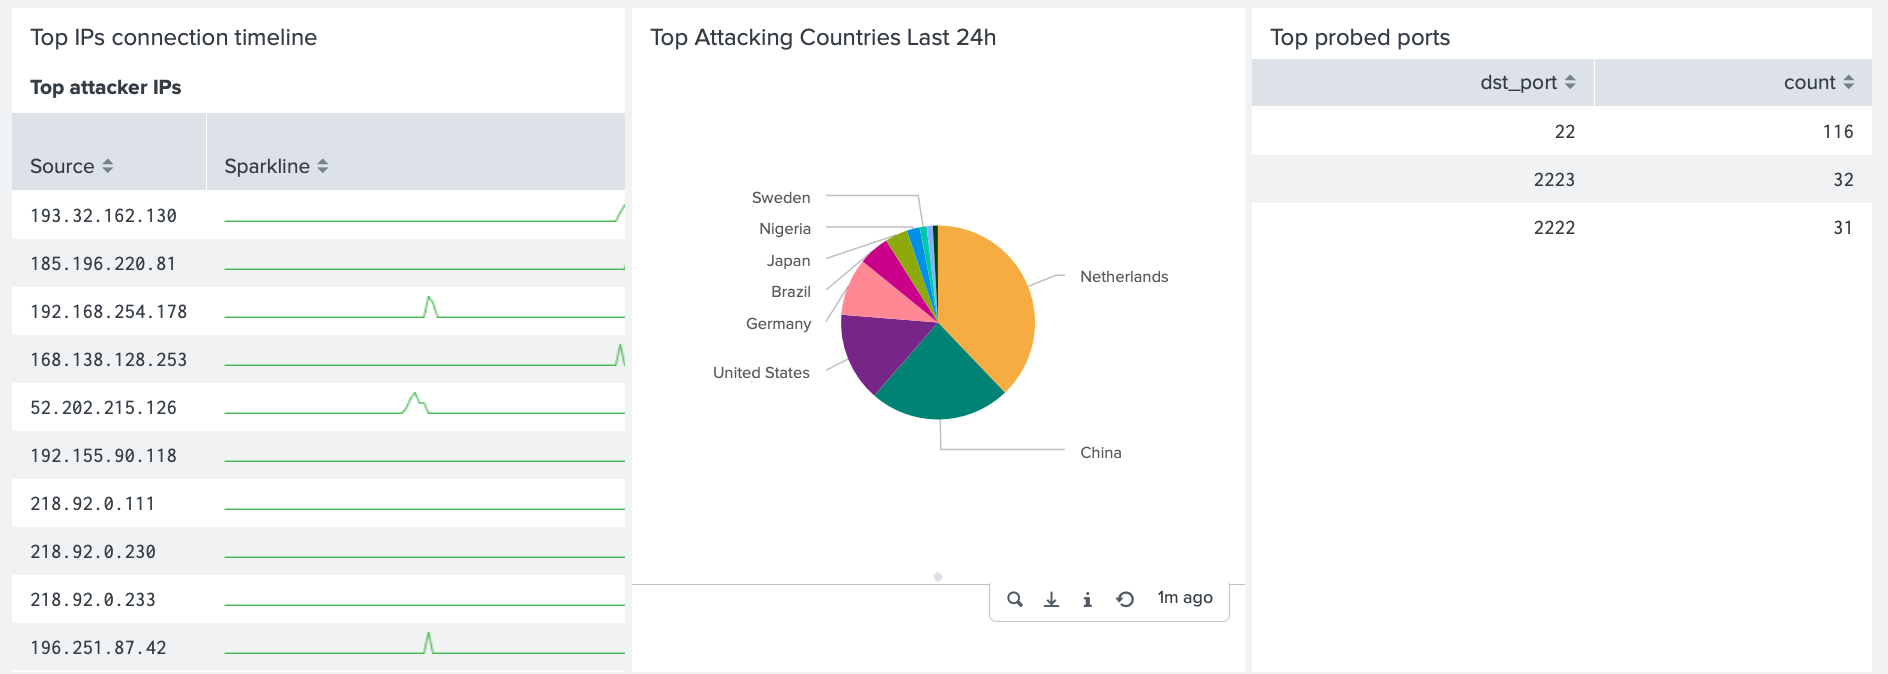 Top IPs connection timeline
Top attacker IPs
Source Sparkline
193.32.162.130
185.196.220.81
192.168.254.178
168.138.128.253
52.202.215.126
192.155.90.118
218.92.0.111
218.92.0.230
218.92.0.233
196.251.87.42
Top Attacking Countries Last 24h
Sweden
Nigeria
Japan
Brazil
Germany
United States
Netherlands
China
1m ago
Top probed ports
dst_port count
22 116
2223 32
2222 31